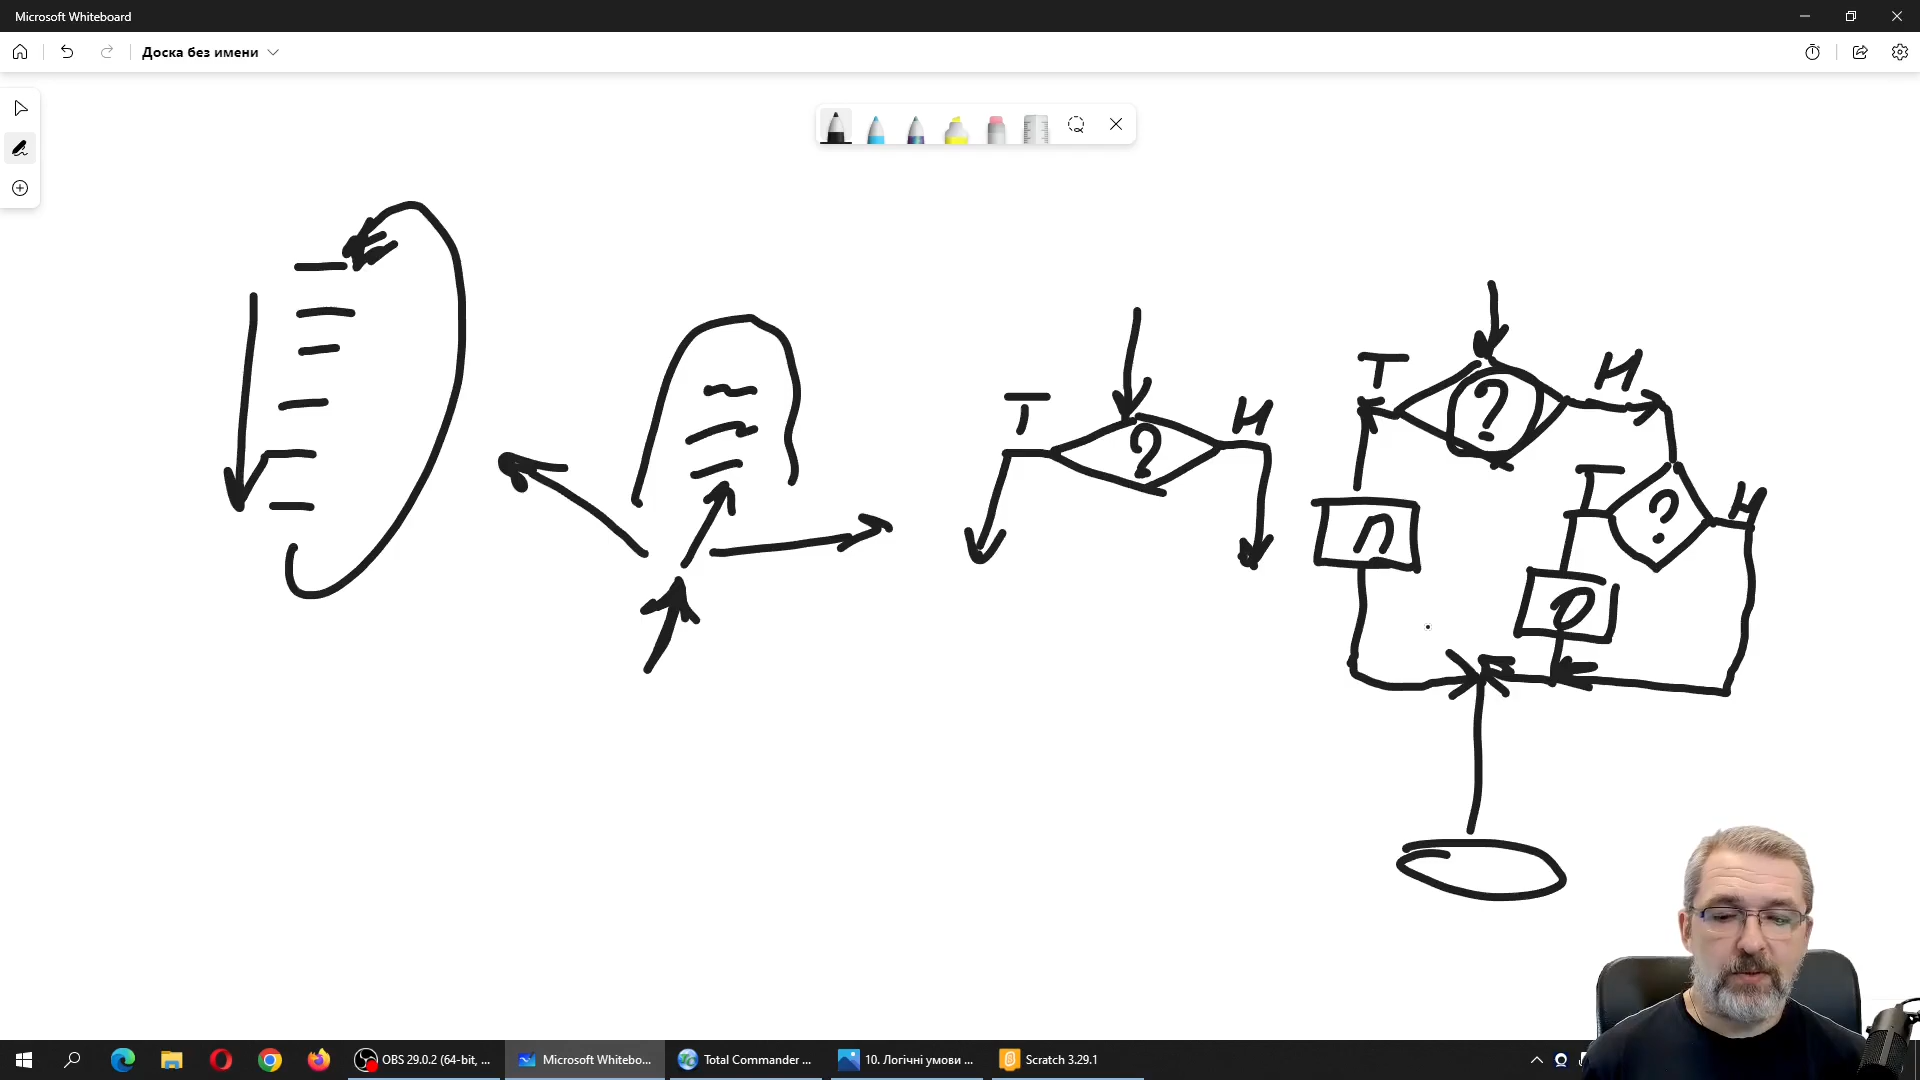 Microsoft Whiteboard
Доска без имени
T
?
Н
T
?
Н
П
T
?
Н
О
OBS 29.0.2 (64-bit, ...
Microsoft Whitebo...
Total Commander ...
10. Логічні умови ...
Scratch 3.29.1